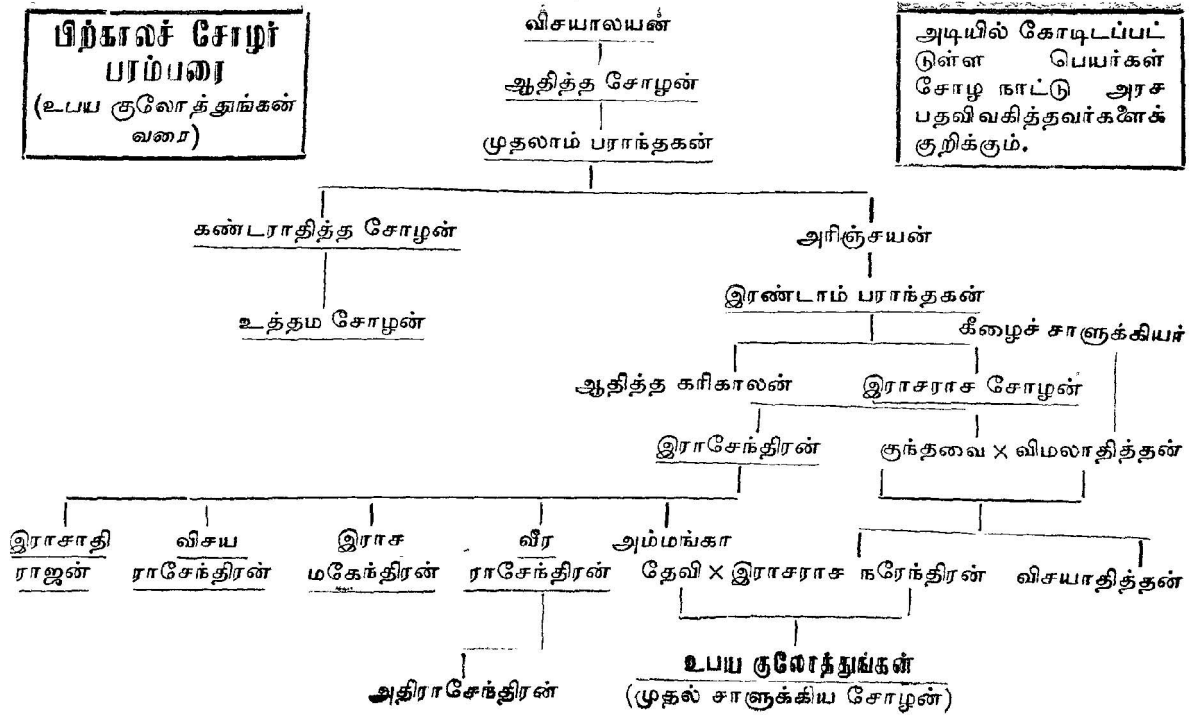 பிற்காலச் சோழர்
பரம்பரை
(உபய குலோத்துங்கன்
வரை)
விசயாலயன்
ஆதித்த சோழன்
முதலாம் பராந்தகன்
அடியில் கோடிடப்பட்
டுள்ள பெயர்கள்
சோழ நாட்டு அரச
பதவிவகித்தவர்களைக்
குறிக்கும்.
கண்டராதித்த சோழன்
அரிஞ்சயன்
உத்தம சோழன்
இரண்டாம் பராந்தகன்
கீழைச் சாளுக்கியர்
ஆதித்த கரிகாலன்
இராசராச சோழன்
இராசேந்திரன்
குந்தவை × விமலாதித்தன்
இராசாதி
ராஜன்
விசய
ராசேந்திரன்
இராச
மகேந்திரன்
வீர
ராசேந்திரன்
அம்மங்கா
தேவி × இராசராச நரேந்திரன்
விசயாதித்தன்
அதிராசேந்திரன்
உபய குலோத்துங்கன்
(முதல் சாளுக்கிய சோழன்)